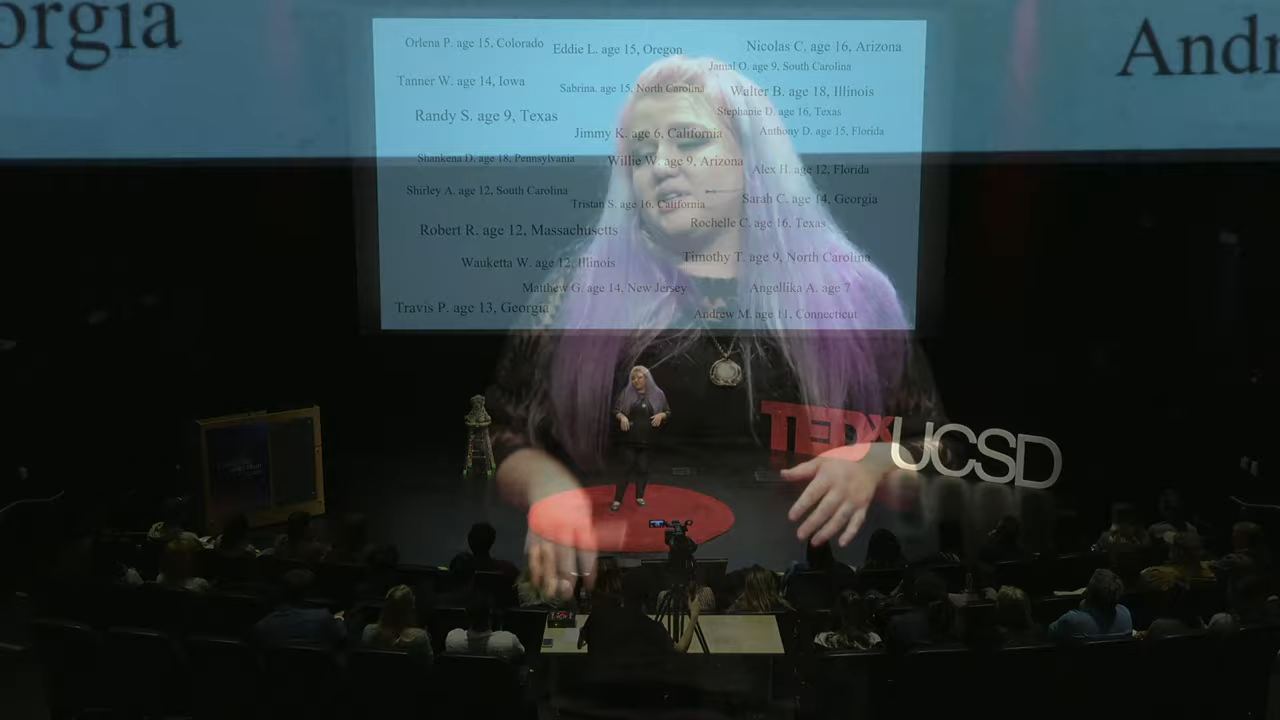 orgia
Andr
Orlena P. age 15, Colorado
Eddie L. age 15, Oregon
Nicolas C. age 16, Arizona
Jamal O. age 9, South Carolina
Tanner W. age 14, Iowa
Sabrina. age 15, North Carolina
Walter B. age 18, Illinois
Randy S. age 9, Texas
Stephanie D. age 16, Texas
Jimmy K. age 6, California
Anthony D. age 15, Florida
Shankena D. age 18, Pennsylvania
Willie W. age 9, Arizona
Alex H. age 12, Florida
Shirley A. age 12, South Carolina
Tristan S. age 16, California
Sarah C. age 14, Georgia
Robert R. age 12, Massachusetts
Rochelle C. age 16, Texas
Wauketta W. age 12, Illinois
Timothy T. age 9, North Carolina
Matthew G. age 14, New Jersey
Angellika A. age 7
Travis P. age 13, Georgia
Andrew M. age 11, Connecticut
TEDx UCSD